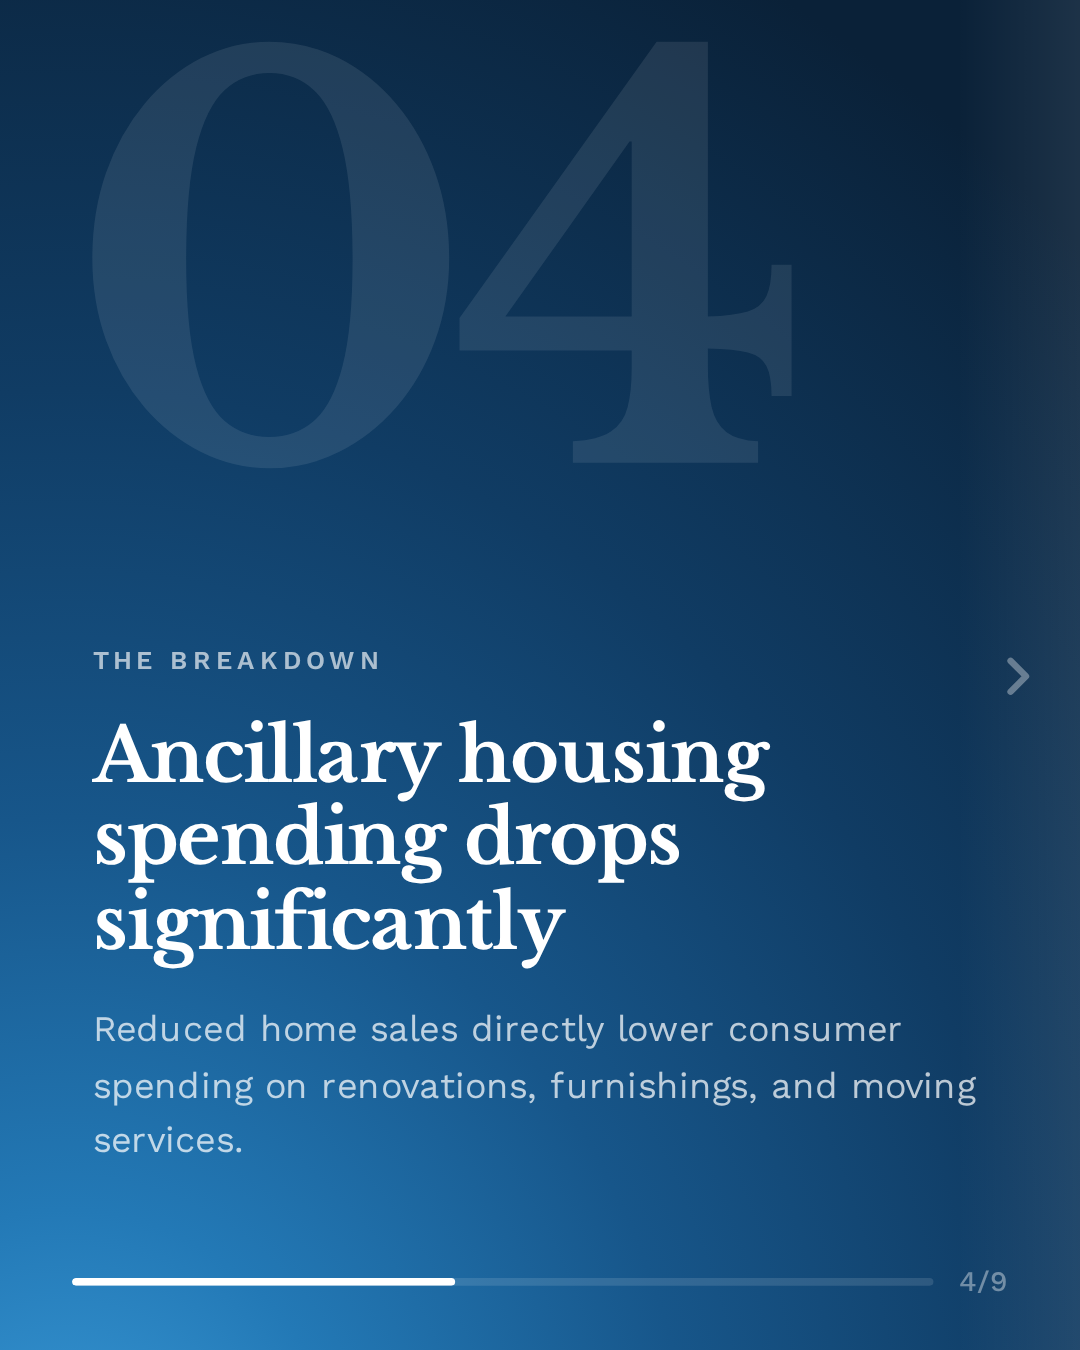 04
THE BREAKDOWN
Ancillary housing
spending drops
significantly
Reduced home sales directly lower consumer
spending on renovations, furnishings, and moving
services.
4/9